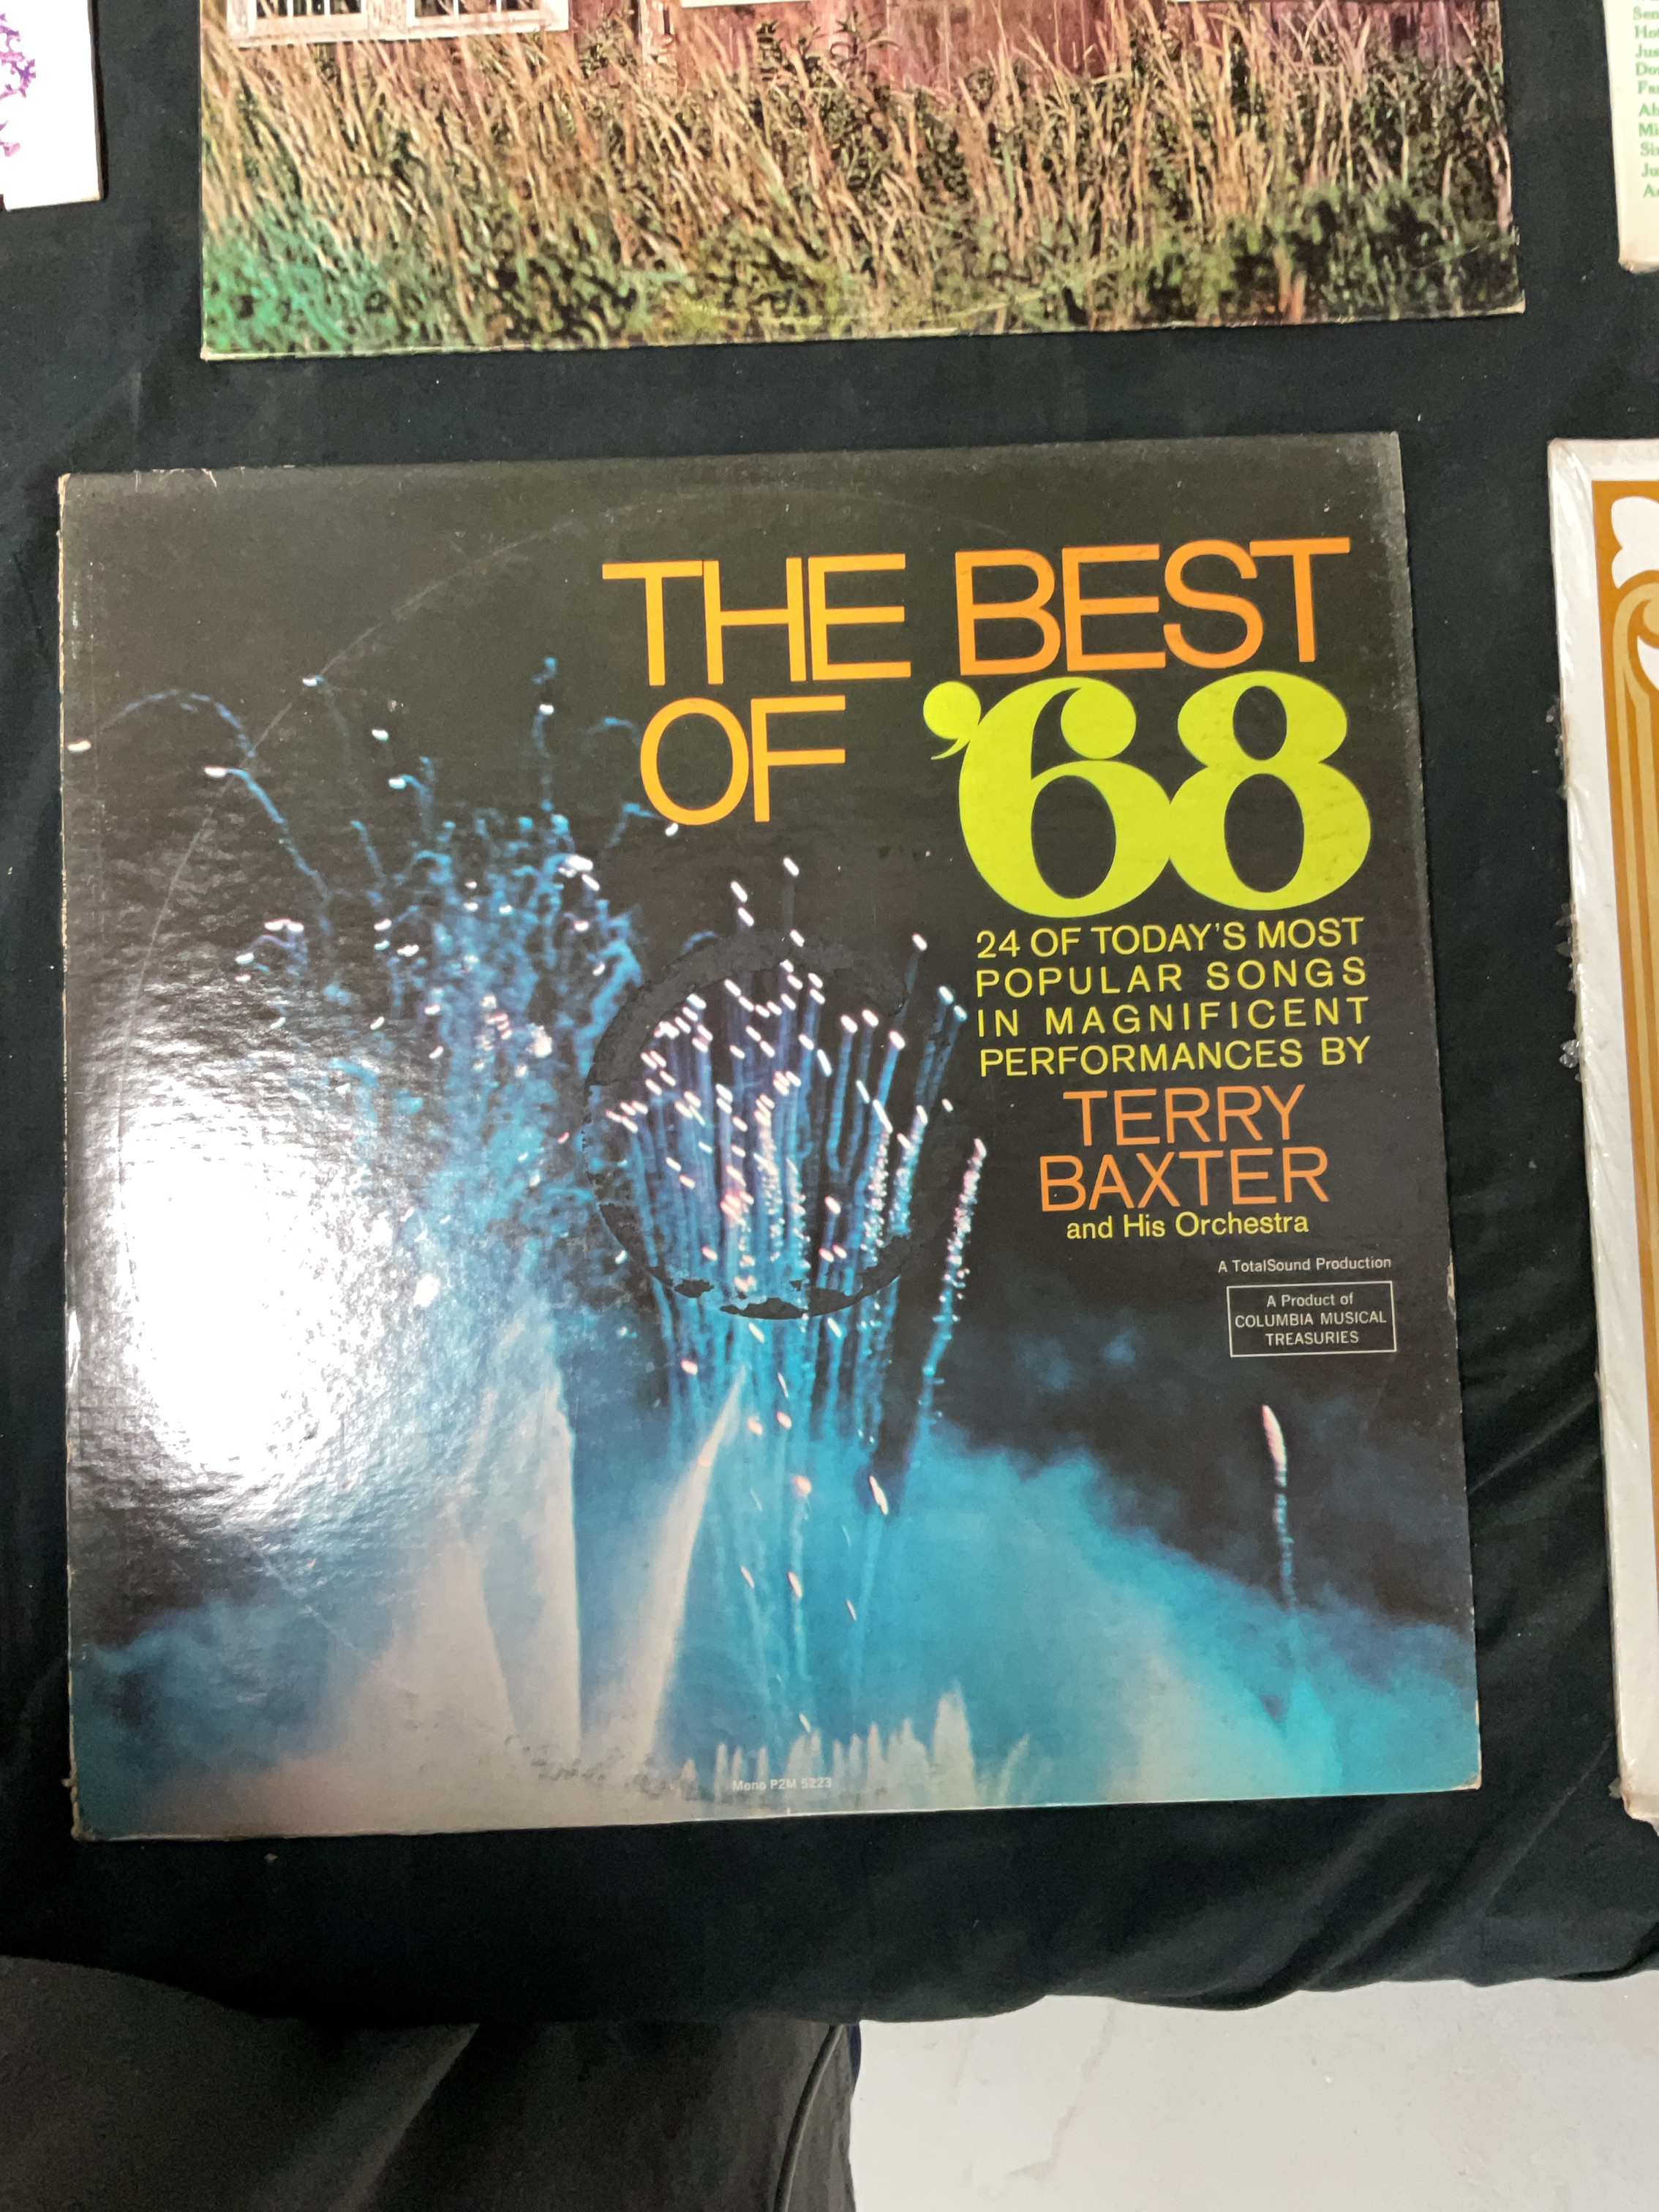 THE BEST
OF '68
24 OF TODAY'S MOST
POPULAR SONGS
IN MAGNIFICENT
PERFORMANCES BY
TERRY
BAXTER
and His Orchestra
A TotalSound Production
A Product of
COLUMBIA MUSICAL
TREASURIES
Mono P2M 5223